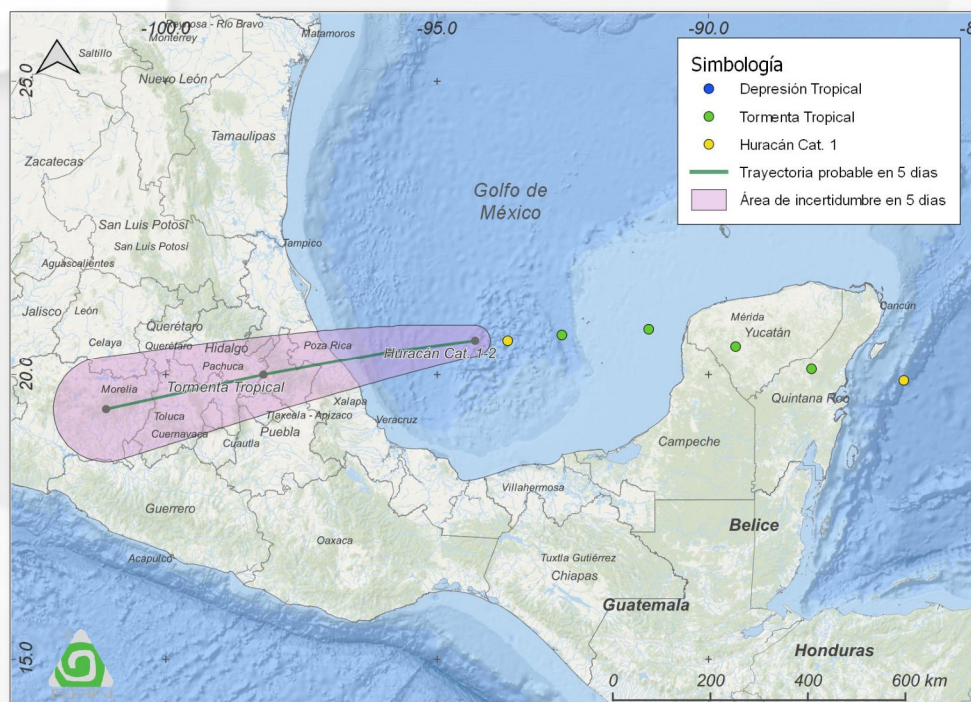 -100.0
-95.0
-90.0
25.0
20.0
15.0
Simbología
Depresión Tropical
Tormenta Tropical
Huracán Cat. 1
Trayectoria probable en 5 dias
Área de incertidumbre en 5 dias
Reynosa - Río Bravo
Matamoros
Monterrey
Saltillo
Nuevo León
Tamaulipas
Zacatecas
Golfo de
México
San Luis Potosí
San Luis Potosí
Tampico
Aguascalientes
Jalisco
León
Querétaro
Celaya
Querétaro
Hidalgo
Poza Rica
Pachuca
Huracán Cat. 1-2
Morelia
Tormenta Tropical
Toluca
Xalapa
Tlaxcala - Apizaco
Cuernavaca
Puebla
Veracruz
Cuautla
Cancún
Mérida
Yucatán
Quintana Roo
Campeche
Villahermosa
Guerrero
Oaxaca
Acapulco
Tuxtla Gutiérrez
Chiapas
Belice
Guatemala
Honduras
0 200 400 600 km